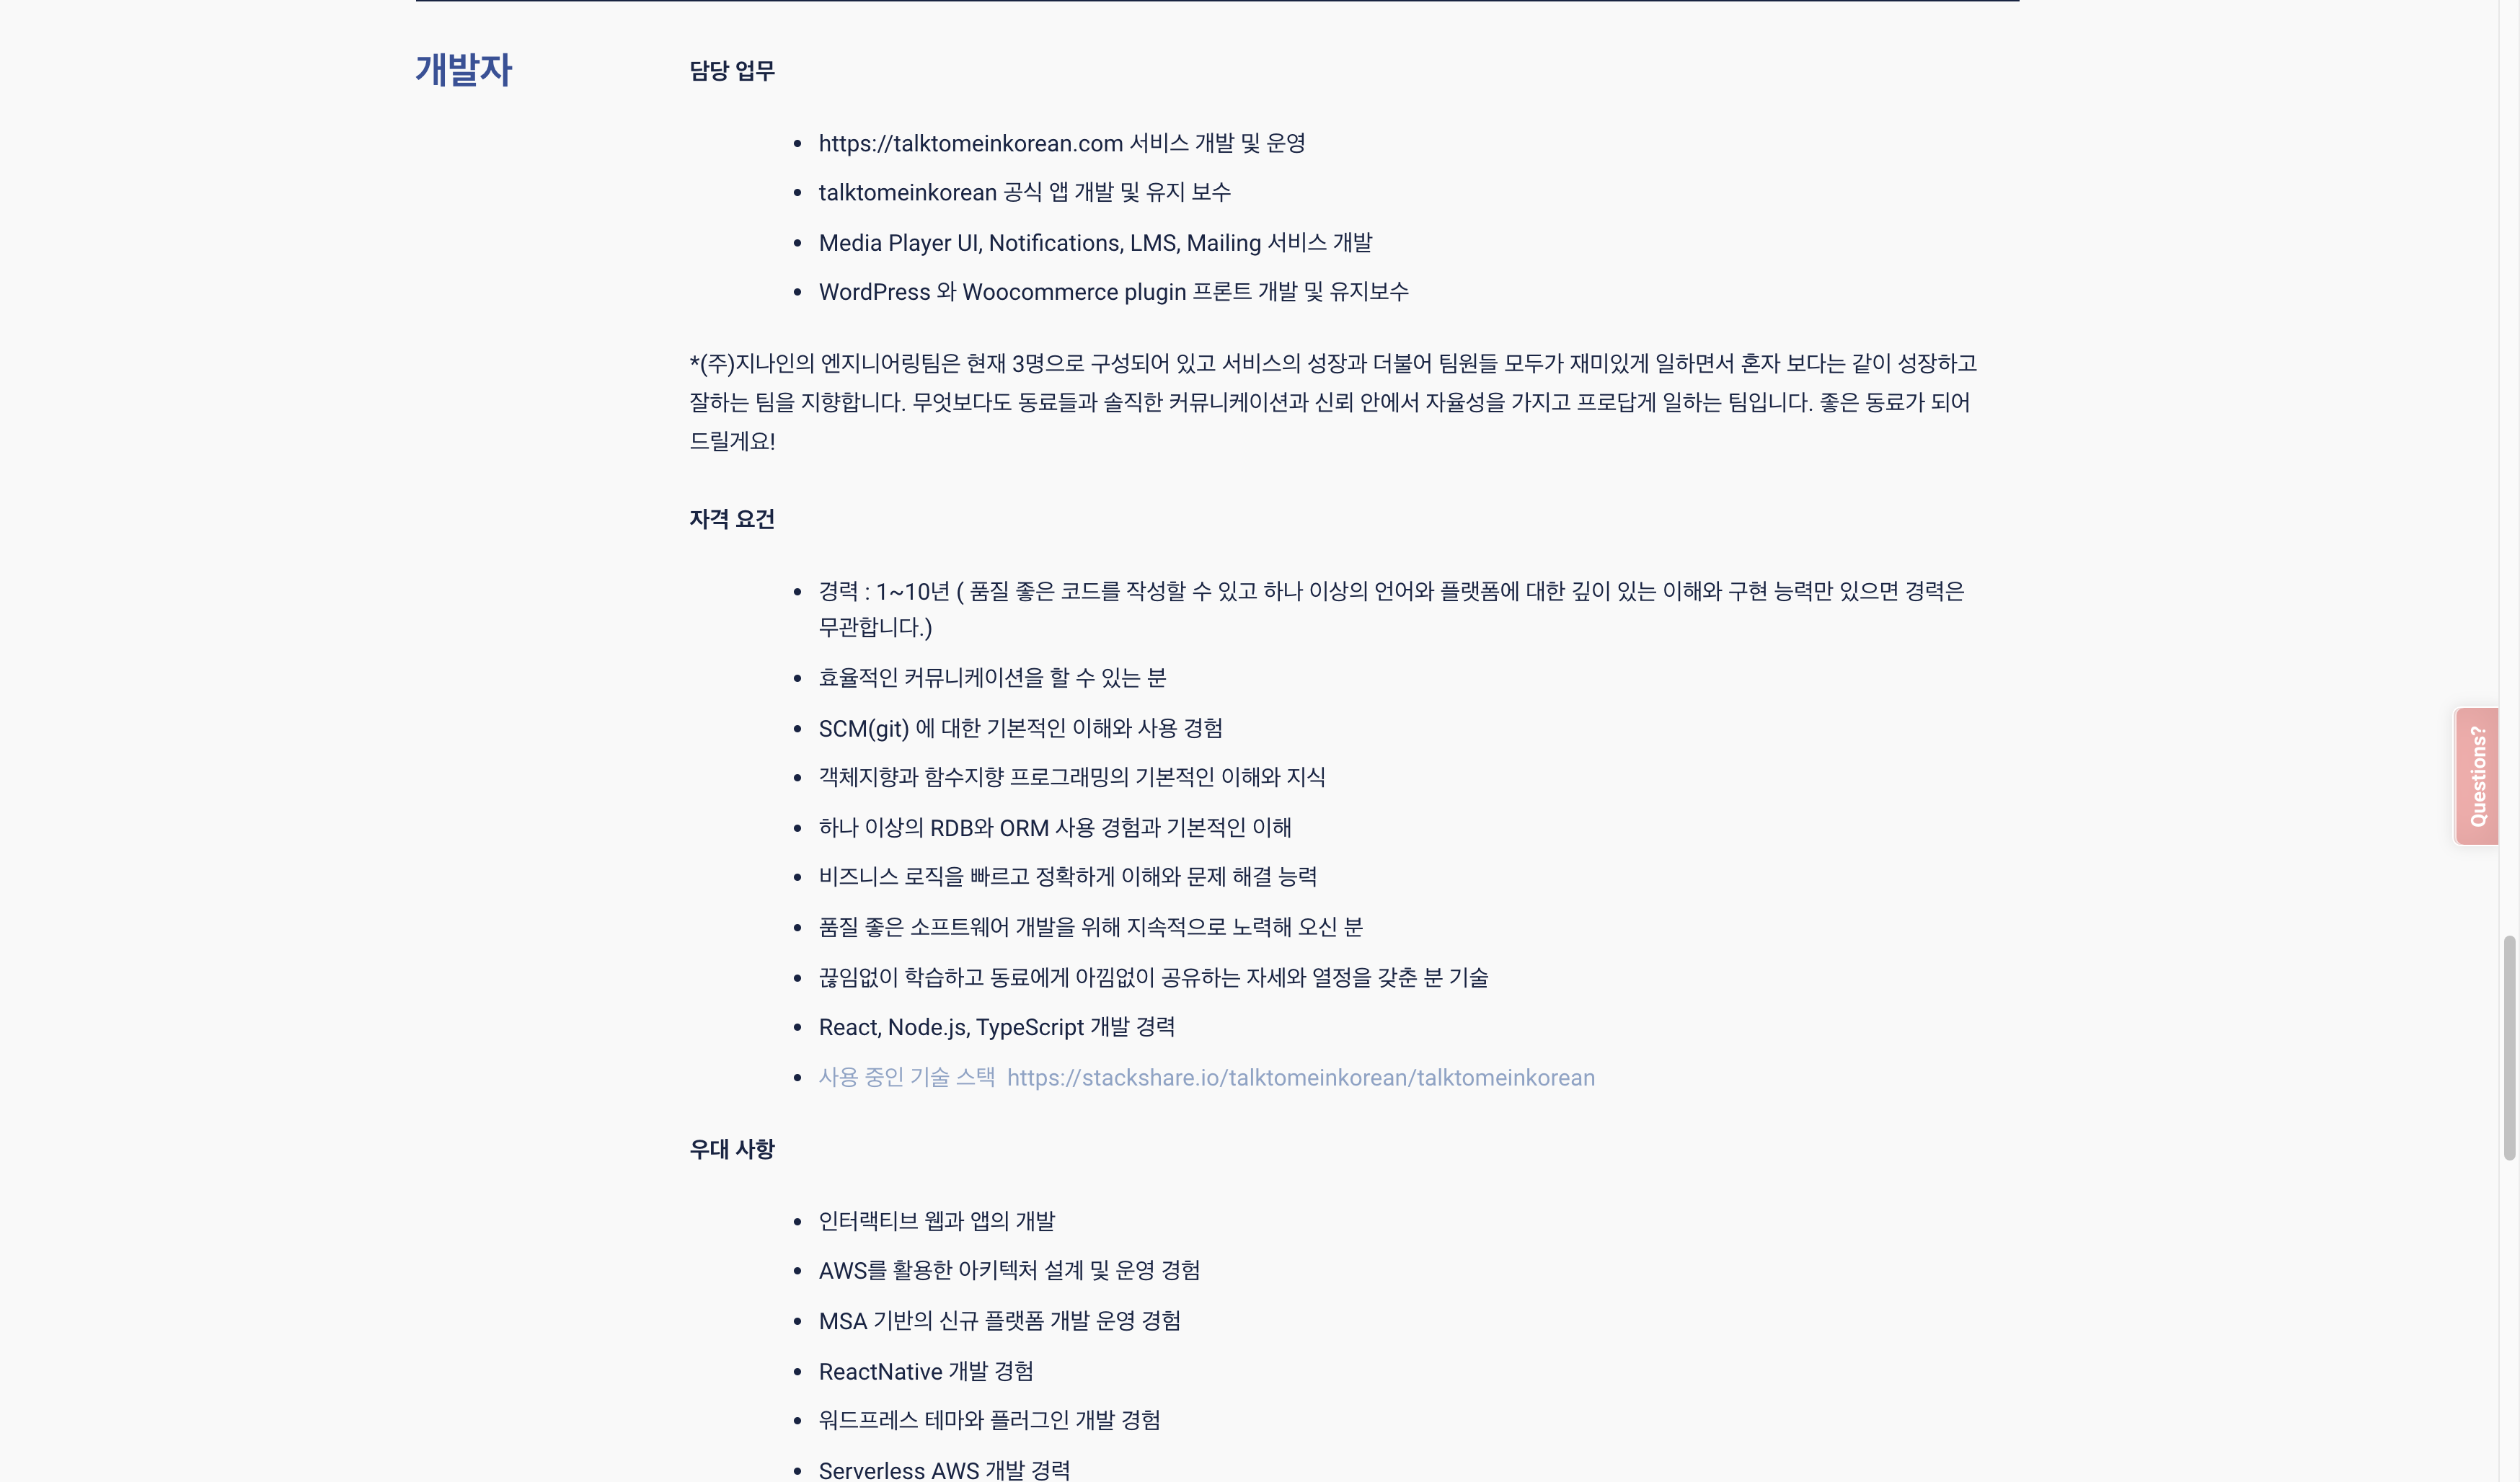 개발자
담당 업무
https://talktomeinkorean.com 서비스 개발 및 운영
talktomeinkorean 공식 앱 개발 및 유지 보수
Media Player UI, Notifications, LMS, Mailing 서비스 개발
WordPress 와 Woocommerce plugin 프론트 개발 및 유지보수
*(주)지나인의 엔지니어링팀은 현재 3명으로 구성되어 있고 서비스의 성장과 더불어 팀원들 모두가 재미있게 일하면서 혼자 보다는 같이 성장하고
잘하는 팀을 지향합니다. 무엇보다도 동료들과 솔직한 커뮤니케이션과 신뢰 안에서 자율성을 가지고 프로답게 일하는 팀입니다. 좋은 동료가 되어
드릴게요!
자격 요건
경력 : 1~10년 ( 품질 좋은 코드를 작성할 수 있고 하나 이상의 언어와 플랫폼에 대한 깊이 있는 이해와 구현 능력만 있으면 경력은
무관합니다.)
효율적인 커뮤니케이션을 할 수 있는 분
SCM(git) 에 대한 기본적인 이해와 사용 경험
객체지향과 함수지향 프로그래밍의 기본적인 이해와 지식
하나 이상의 RDB와 ORM 사용 경험과 기본적인 이해
비즈니스 로직을 빠르고 정확하게 이해와 문제 해결 능력
품질 좋은 소프트웨어 개발을 위해 지속적으로 노력해 오신 분
끊임없이 학습하고 동료에게 아낌없이 공유하는 자세와 열정을 갖춘 분 기술
React, Node.js, TypeScript 개발 경력
사용 중인 기술 스택  https://stackshare.io/talktomeinkorean/talktomeinkorean
우대 사항
인터랙티브 웹과 앱의 개발
AWS를 활용한 아키텍처 설계 및 운영 경험
MSA 기반의 신규 플랫폼 개발 운영 경험
ReactNative 개발 경험
워드프레스 테마와 플러그인 개발 경험
Serverless AWS 개발 경력
Questions?